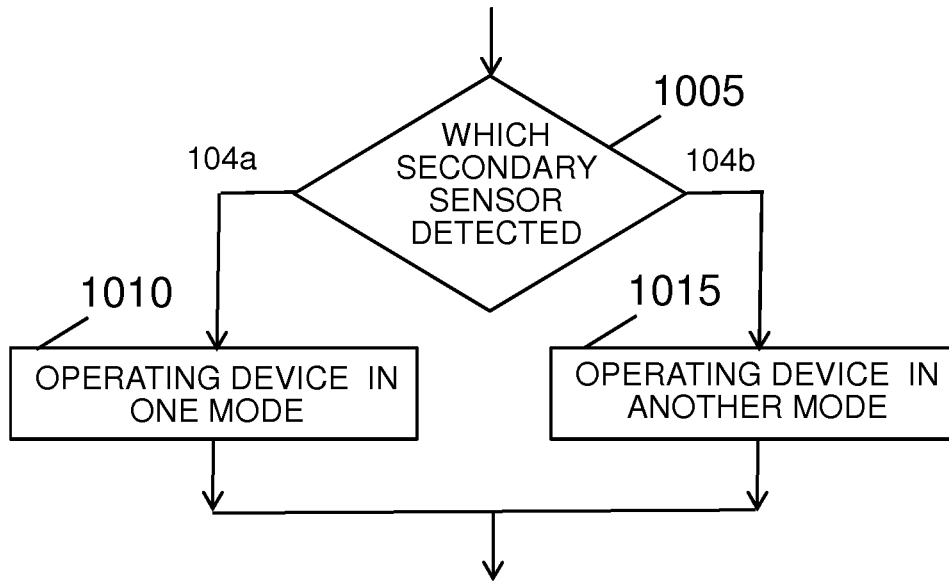 1005
WHICH
SECONDARY
SENSOR
DETECTED
104a
104b
1010
1015
OPERATING DEVICE IN
ONE MODE
OPERATING DEVICE IN
ANOTHER MODE